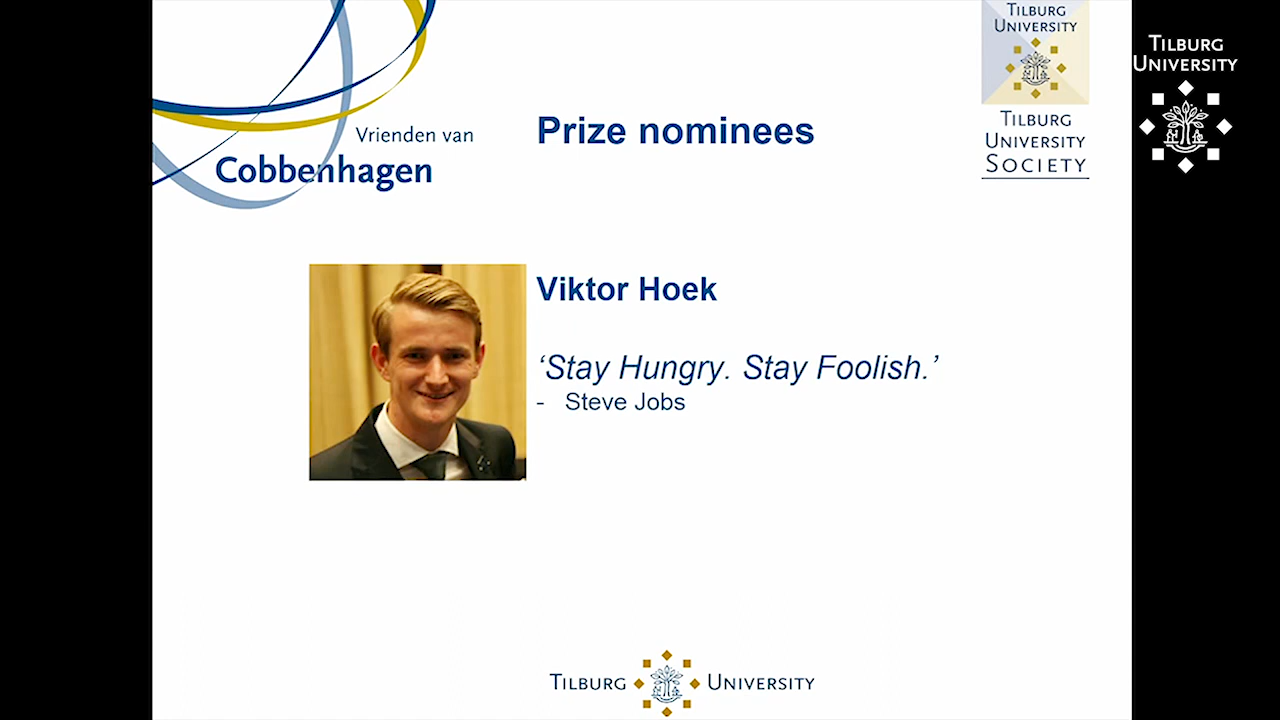 Vrienden van
Cobbenhagen
Prize nominees
TILBURG
UNIVERSITY
TILBURG
UNIVERSITY
SOCIETY
TILBURG
UNIVERSITY
Viktor Hoek
‘Stay Hungry. Stay Foolish.’
- Steve Jobs
TILBURG UNIVERSITY